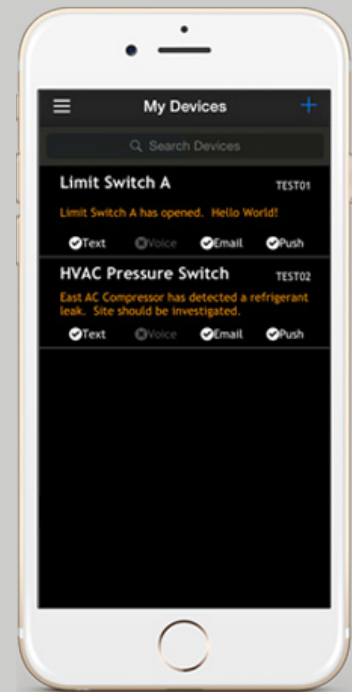 My Devices
Search Devices
Limit Switch A TEST01
Limit Switch A has opened. Hello World!
Text Voice Email Push
HVAC Pressure Switch TEST02
East AC Compressor has detected a refrigerant
leak. Site should be investigated.
Text Voice Email Push